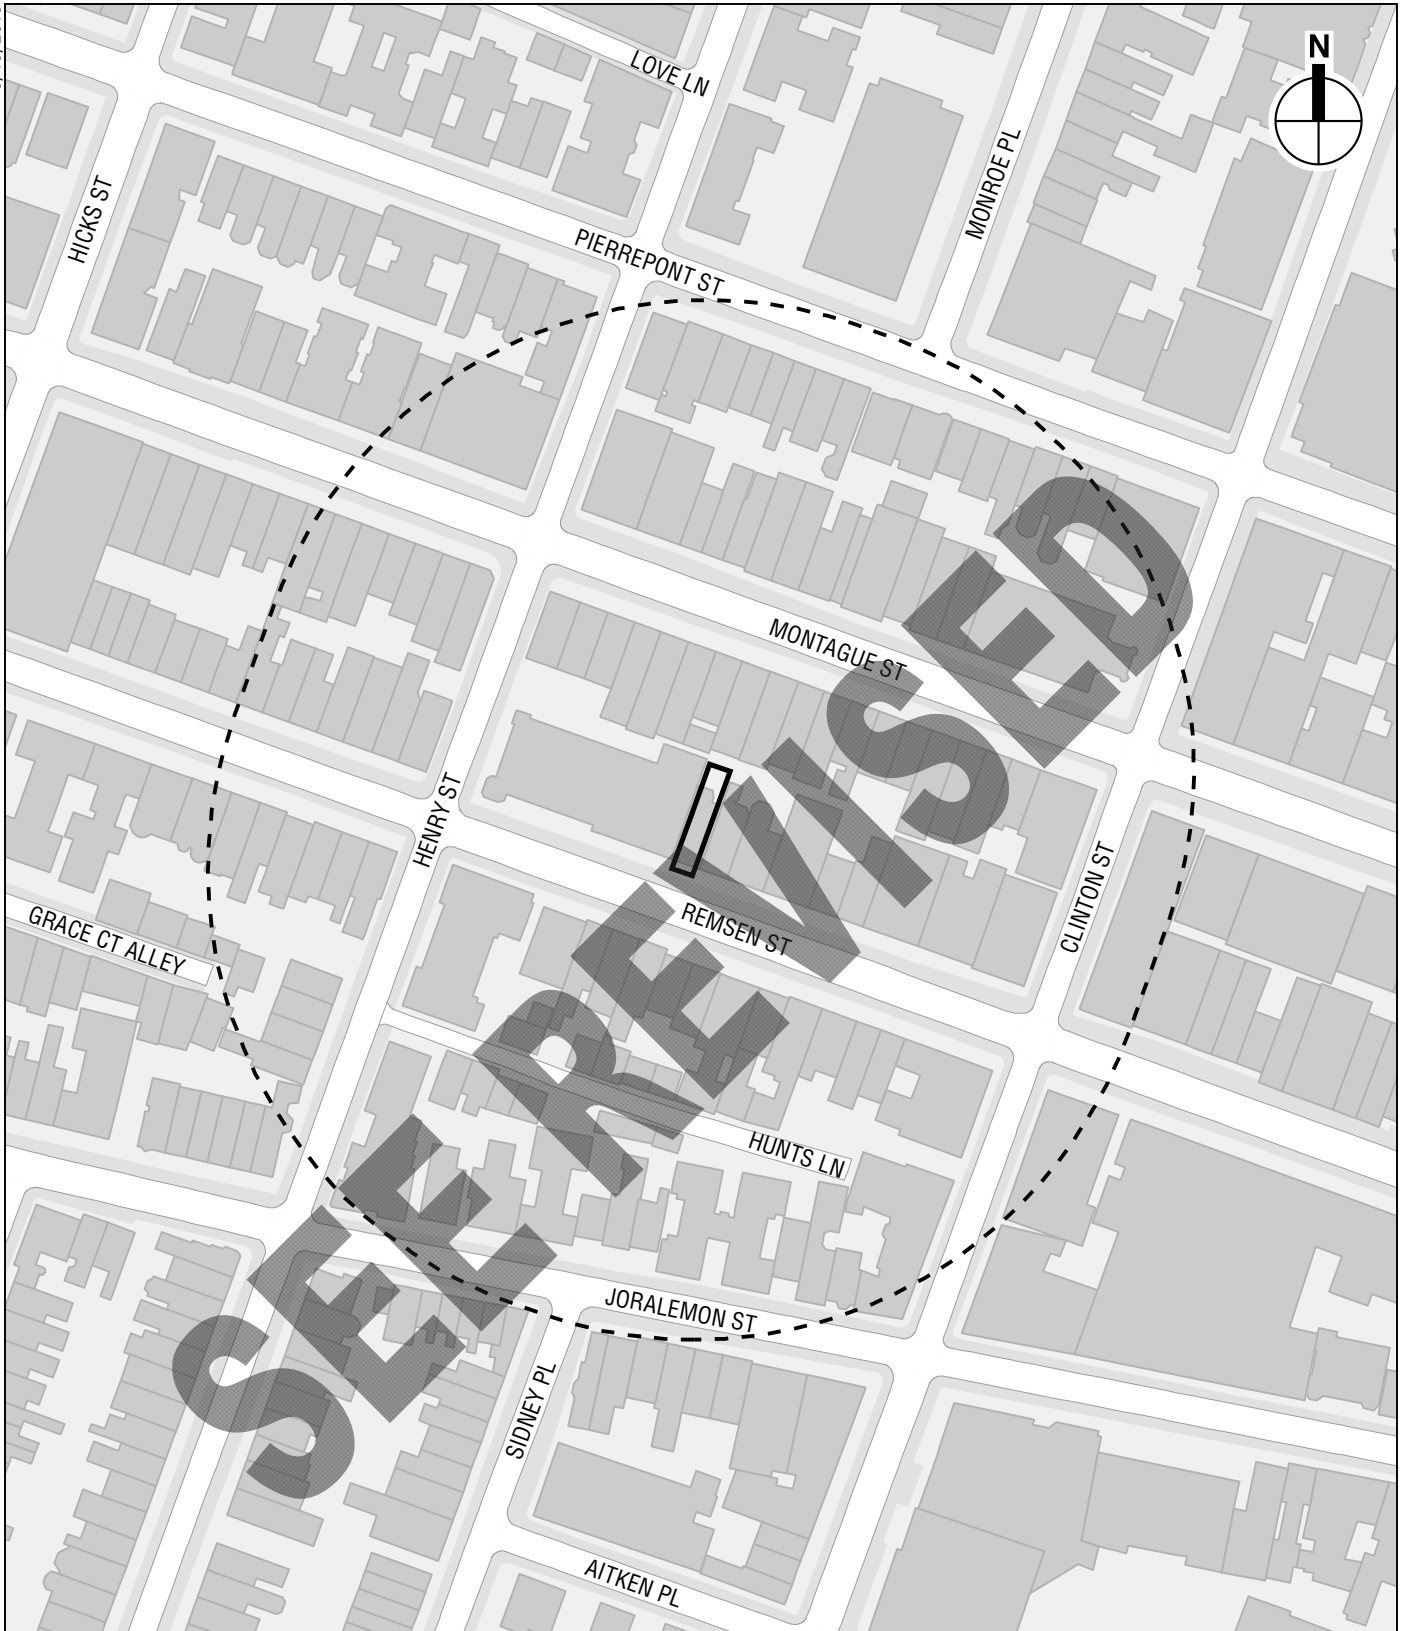 N
LOVE LN
MONROE PL
HICKS ST
PIERREPONT ST
MONTAGUE ST
HENRY ST
CLINTON ST
REMSEN ST
GRACE CT ALLEY
HUNTS LN
JORALEMON ST
SIDNEY PL
AITKEN PL
SEE REVISED